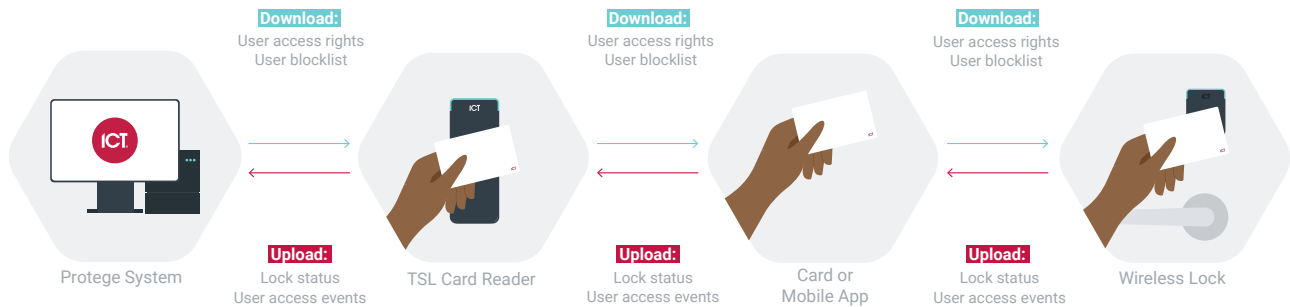 Download:
User access rights
User blocklist
Download:
User access rights
User blocklist
Download:
User access rights
User blocklist
ICT
ICT
Upload:
Lock status
User access events
Upload:
Lock status
User access events
Upload:
Lock status
User access events
Protege System
TSL Card Reader
Card or
Mobile App
Wireless Lock